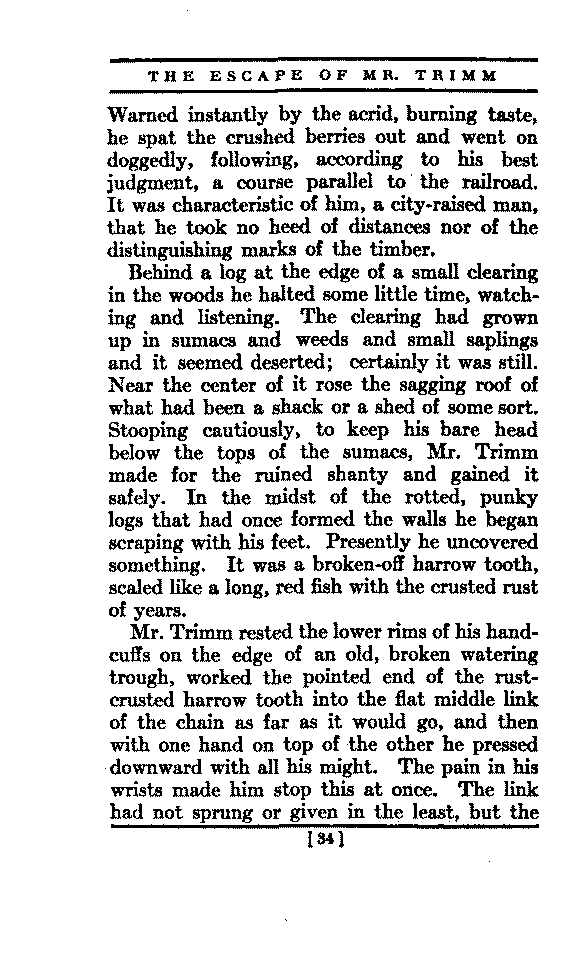 THE ESCAPE OF MR. TRIMM
Warned instantly by the acrid, burning taste,
he spat the crushed berries out and went on
doggedly, following, according to his best
judgment, a course parallel to the railroad.
It was characteristic of him, a city-raised man,
that he took no heed of distances nor of the
distinguishing marks of the timber.
Behind a log at the edge of a small clearing
in the woods he halted some little time, watch-
ing and listening. The clearing had grown
up in sumacs and weeds and small saplings
and it seemed deserted; certainly it was still.
Near the center of it rose the sagging roof of
what had been a shack or a shed of some sort.
Stooping cautiously, to keep his bare head
below the tops of the sumacs, Mr. Trimm
made for the ruined shanty and gained it
safely. In the midst of the rotted, punky
logs that had once formed the walls he began
scraping with his feet. Presently he uncovered
something. It was a broken-off harrow tooth,
scaled like a long, red fish with the crusted rust
of years.
Mr. Trimm rested the lower rims of his hand-
cuffs on the edge of an old, broken watering
trough, worked the pointed end of the rust-
crusted harrow tooth into the flat middle link
of the chain as far as it would go, and then
with one hand on top of the other he pressed
downward with all his might. The pain in his
wrists made him stop this at once. The link
had not sprung or given in the least, but the
[34]